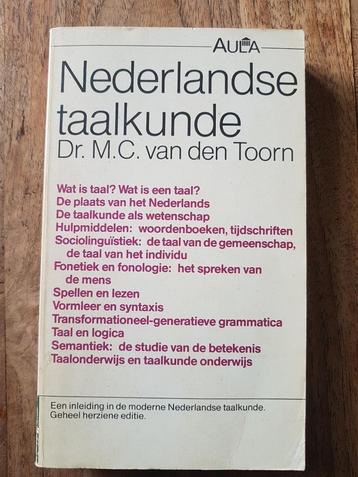 AULA
Nederlandse
taalkunde
Dr. M.C. van den Toorn
Wat is taal? Wat is een taal?
De plaats van het Nederlands
De taalkunde als wetenschap
Hulpmiddelen: woordenboeken, tijdschriften
Sociolinguïstiek: de taal van de gemeenschap,
de taal van het individu
Fonetiek en fonologie: het spreken van
de mens
Spellen en lezen
Vormleer en syntaxis
Transformationeel-generatieve grammatica
Taal en logica
Semantiek: de studie van de betekenis
Taalonderwijs en taalkunde onderwijs
Een inleiding in de moderne Nederlandse taalkunde.
Geheel herziene editie.